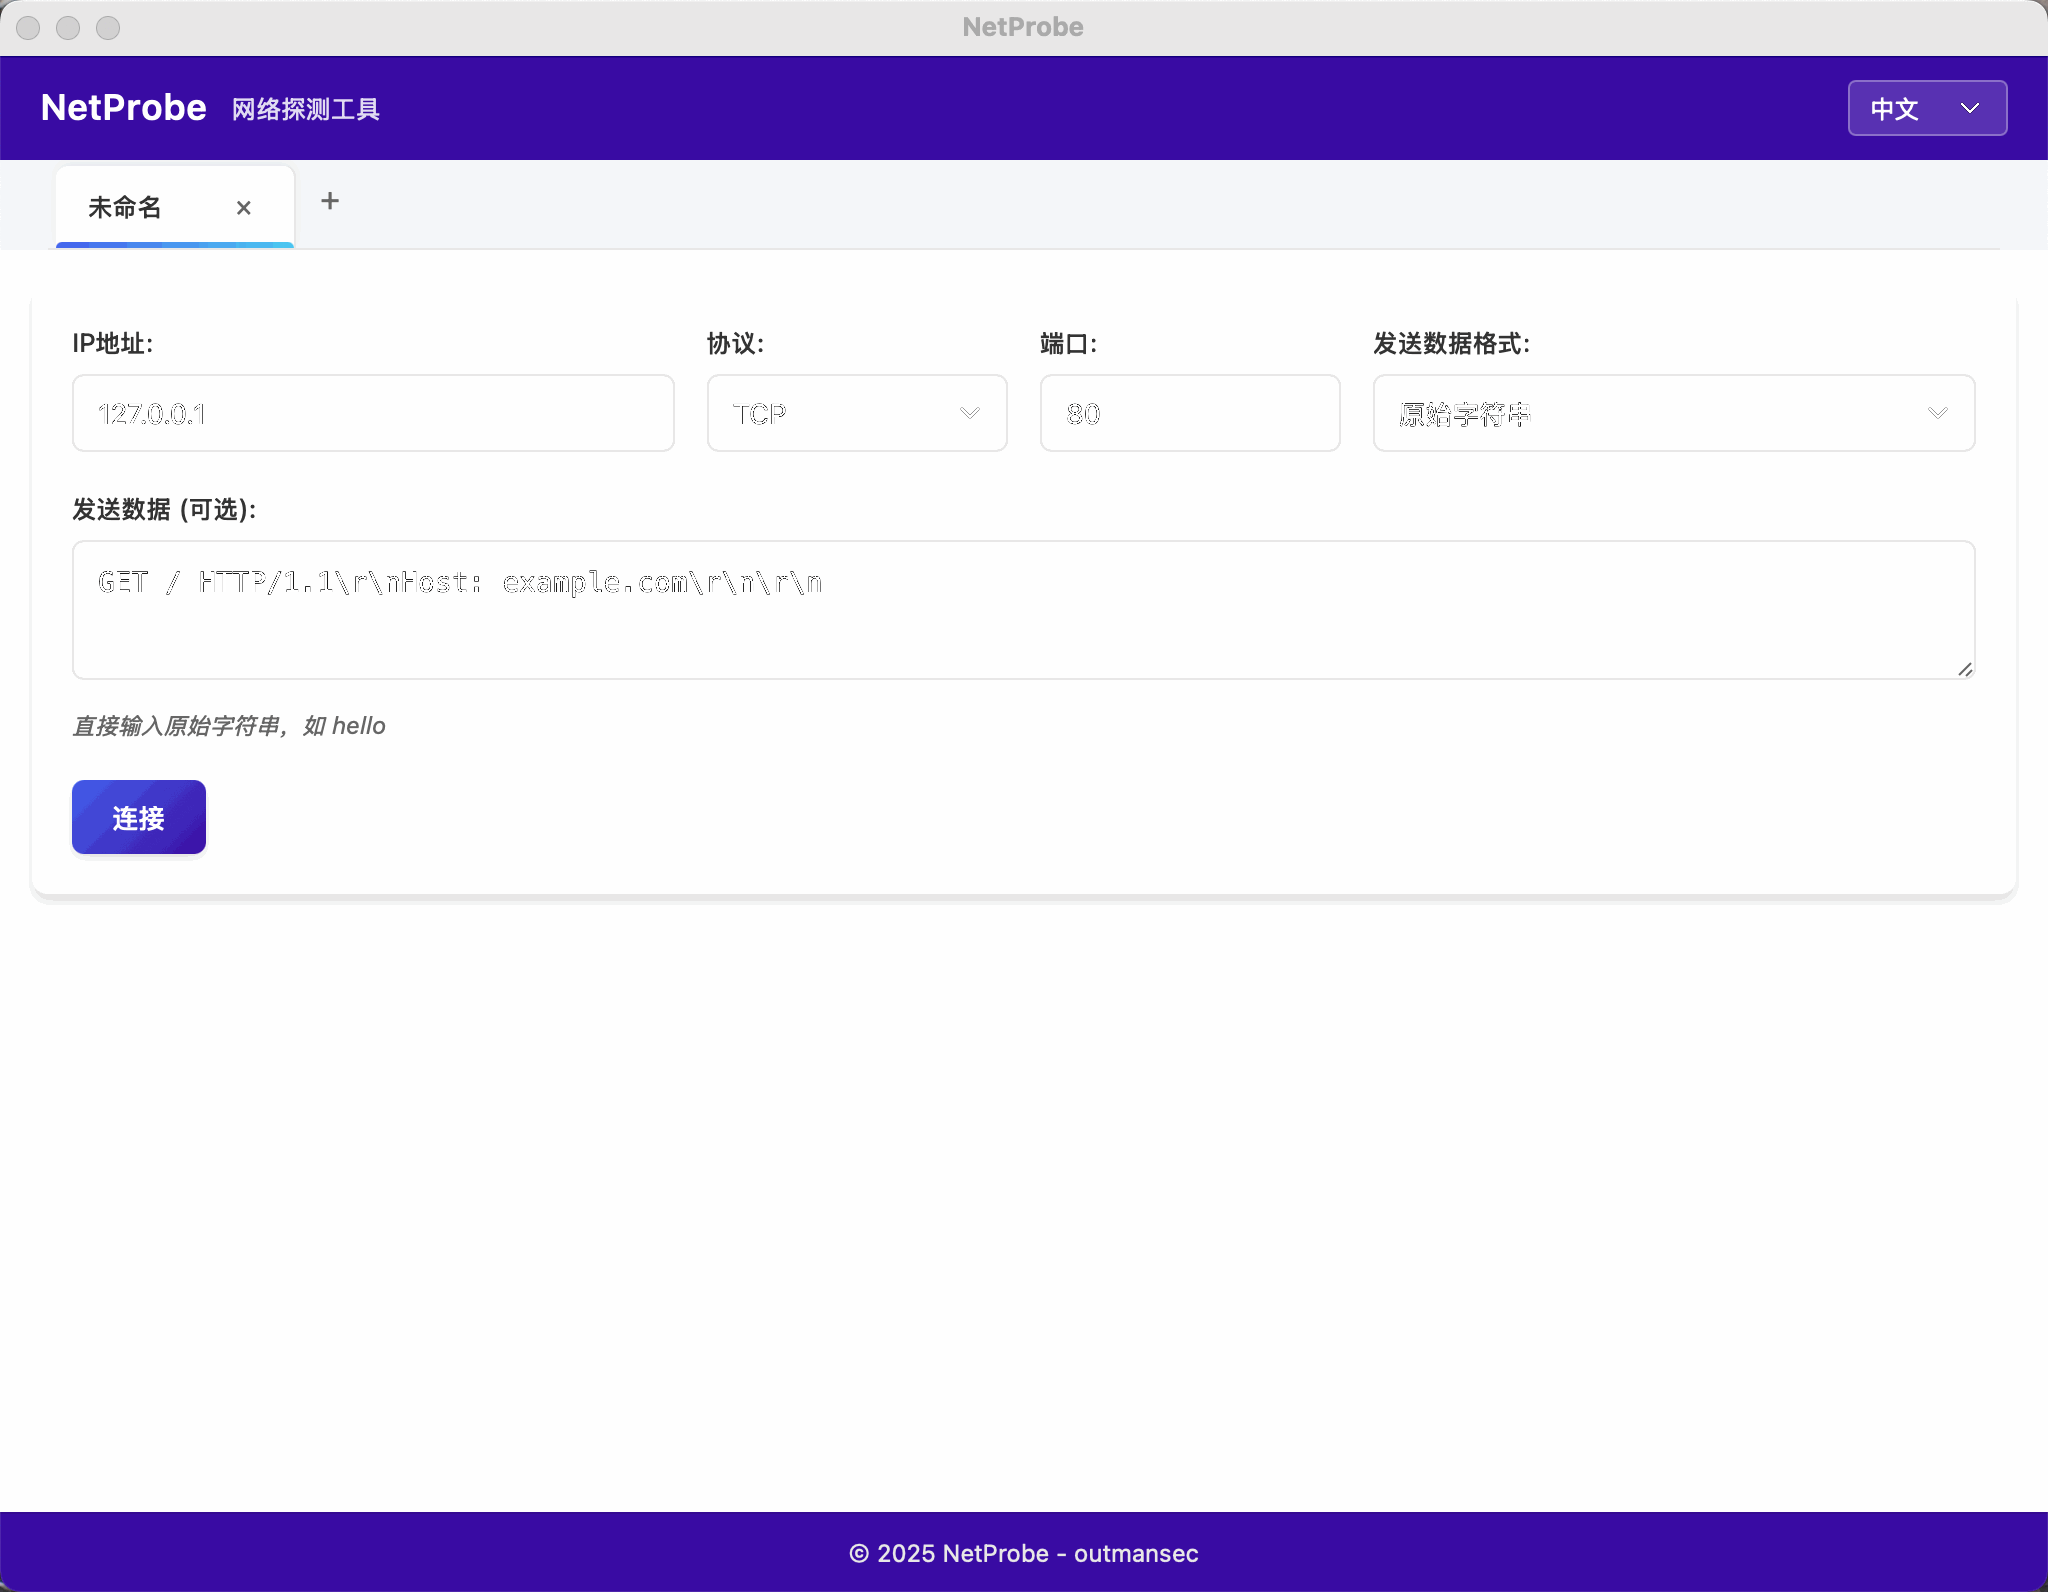 NetProbe
NetProbe 网络探测工具 中文
未命名 × +
IP地址: 协议: 端口: 发送数据格式:
127.0.0.1 TCP 80 原始字符串
发送数据 (可选):
GET / HTTP/1.1\r\nHost: example.com\r\n\r\n
直接输入原始字符串，如 hello
连接
© 2025 NetProbe - outmansec